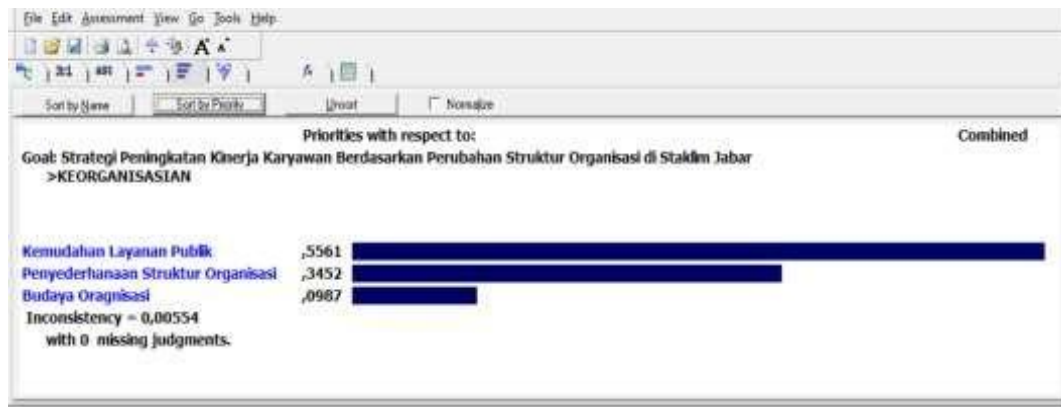 File Edit Assessment View Go Tools Help
Sort by Name Sort by Priority Unsort Normalize
Priorities with respect to: Combined
Goal: Strategi Peningkatan Kinerja Karyawan Berdasarkan Perubahan Struktur Organisasi di Staklim Jabar
>KEORGANISASIAN
Kemudahan Layanan Publik ,5561
Penyederhanaan Struktur Organisasi ,3452
Budaya Oragnisasi ,0987
Inconsistency = 0,00554
with 0 missing judgments.